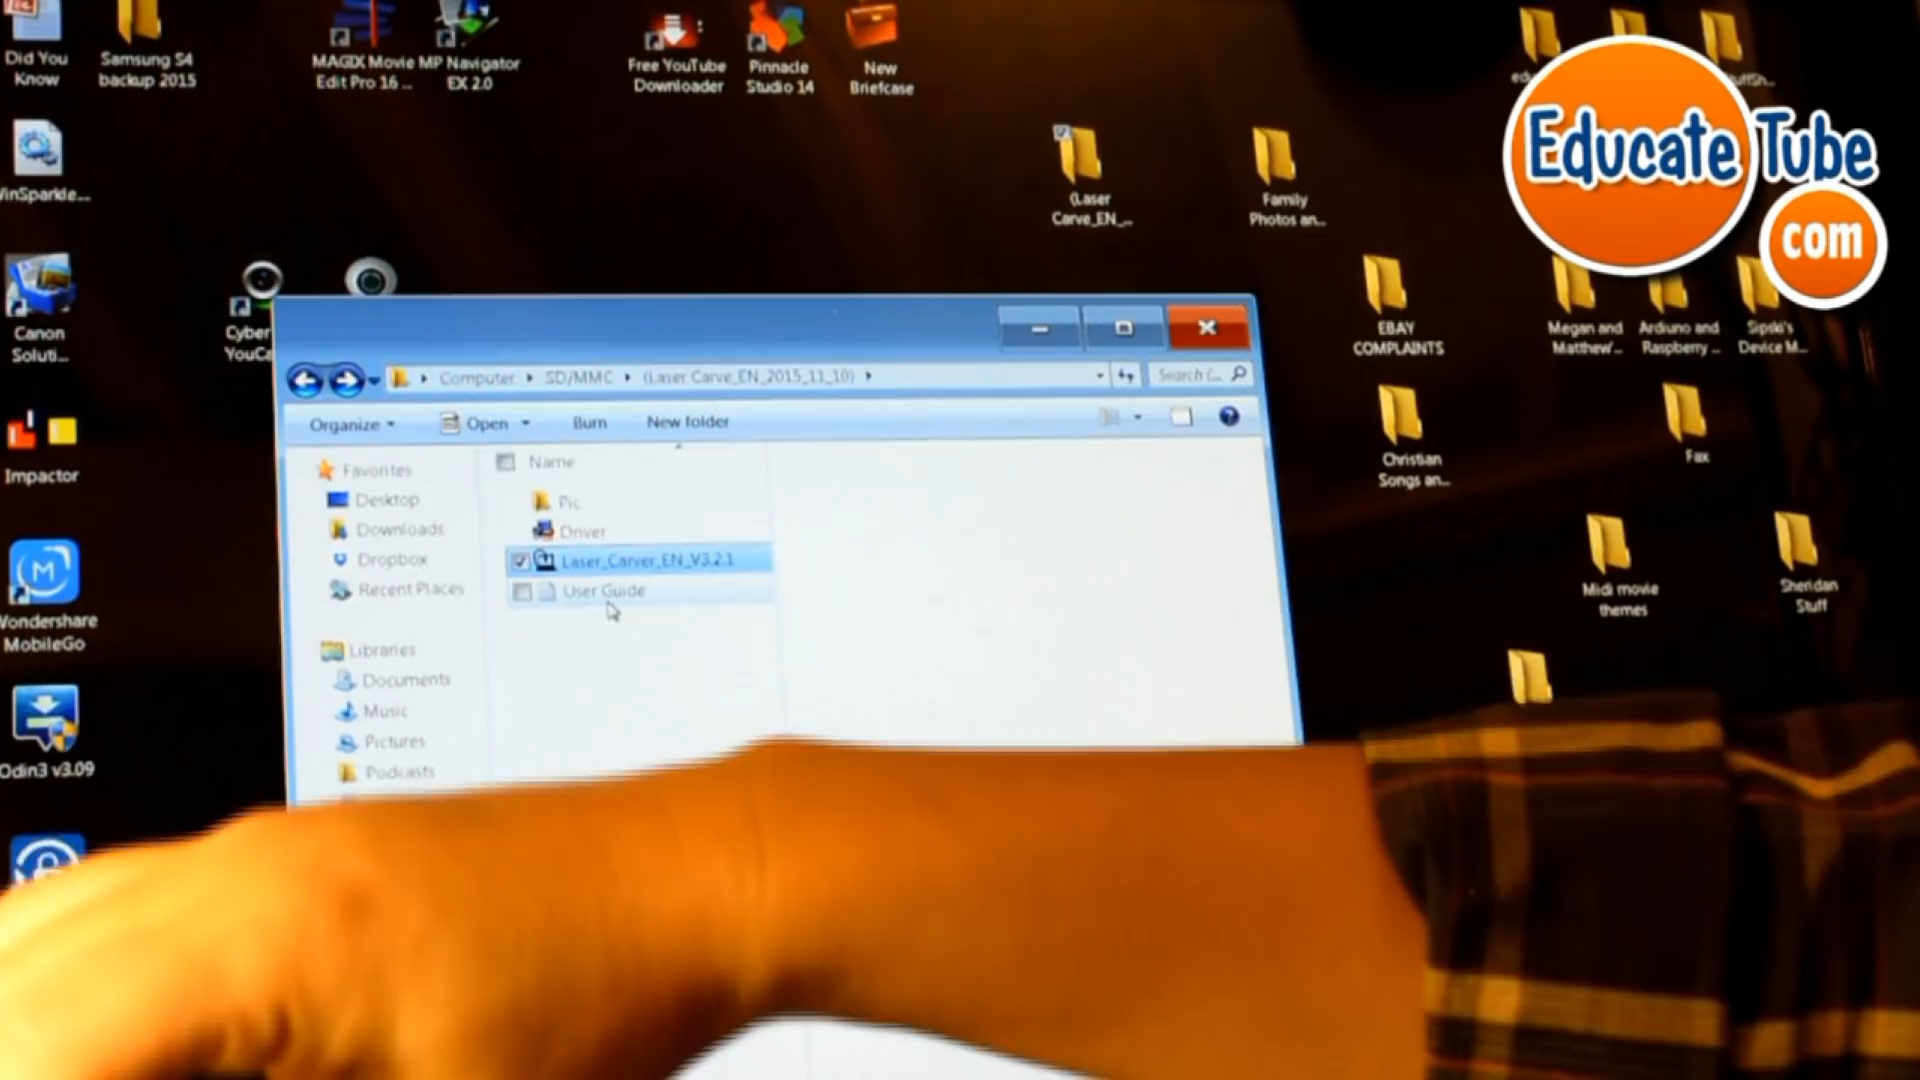 Did You
Know
Samsung S4
backup 2015
MAGIX Movie
Edit Pro 16 ...
MP Navigator
EX 2.0
Free YouTube
Downloader
Pinnacle
Studio 14
New
Briefcase
Educate Tube
com
WinSparkle...
(Laser
Carve_EN_...
Family
Photos an...
Canon
Soluti...
Cyber
YouCa
EBAY
COMPLAINTS
Megan and
Matthew'...
Arduino and
Raspberry ...
Sipski's
Device M...
Computer
SD/MMC
(Laser Carve_EN_2015_11_10)
Search (...
Organize
Open
Burn
New folder
Impactor
Favorites
Desktop
Downloads
Dropbox
Recent Places
Libraries
Documents
Music
Pictures
Podcasts
Name
Pic
Driver
Laser_Carver_EN_V3.2.1
User Guide
Christian
Songs an...
Fax
Wondershare
MobileGo
Midi movie
themes
Sheridan
Stuff
Odin3 v3.09